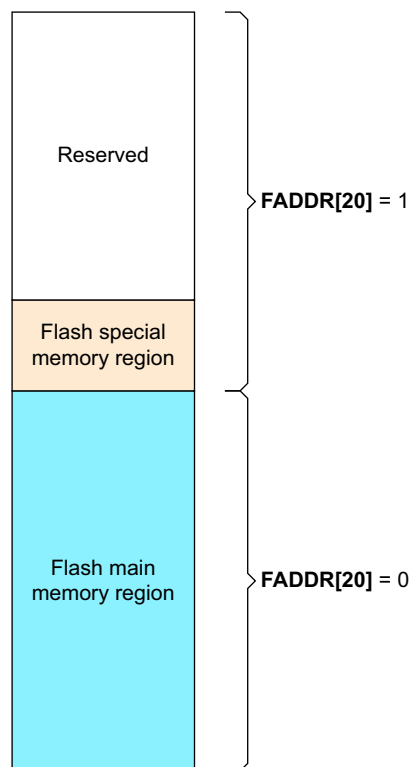 Reserved
FADDR[20] = 1
Flash special
memory region
Flash main
memory region
FADDR[20] = 0